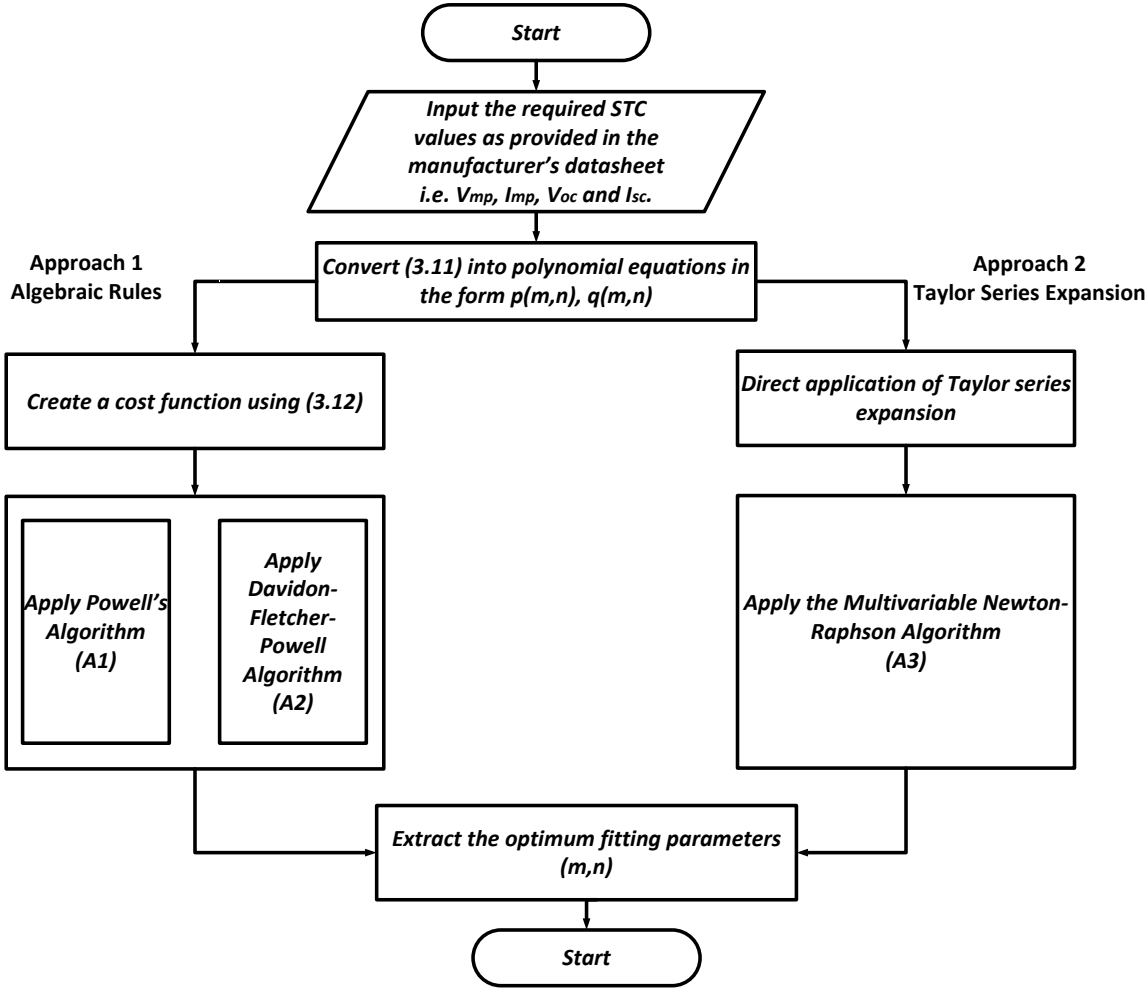 Start
Input the required STC
values as provided in the
manufacturer's datasheet
i.e. Vmp, Imp, Voc and Isc.
Approach 1
Algebraic Rules
Convert (3.11) into polynomial equations in
the form p(m,n), q(m,n)
Approach 2
Taylor Series Expansion
Create a cost function using (3.12)
Direct application of Taylor series
expansion
Apply Powell's
Algorithm
(A1)
Apply
Davidon-
Fletcher-
Powell
Algorithm
(A2)
Apply the Multivariable Newton-
Raphson Algorithm
(A3)
Extract the optimum fitting parameters
(m,n)
Start